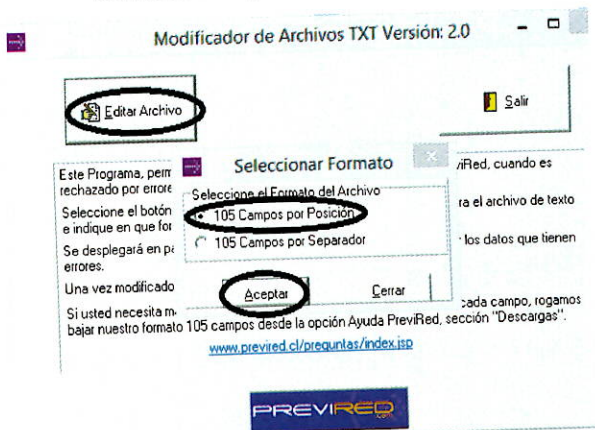 Modificador de Archivos TXT Versión: 2.0
Editar Archivo
Salir
Este Programa, perm
viRed, cuando es
rechazado por errore
Seleccione el botón
ra el archivo de texto
e indique en que for
Se desplegará en pa
los datos que tienen
errores.
Una vez modificado
Si usted necesita m
cada campo, rogamos
bajar nuestro formato 105 campos desde la opción Ayuda PreviRed, sección "Descargas".
www.previred.cl/preguntas/index.jsp
Seleccionar Formato
x
Seleccione el Formato del Archivo
105 Campos por Posición
105 Campos por Separador
Aceptar
Cerrar
PREVIRED
.com